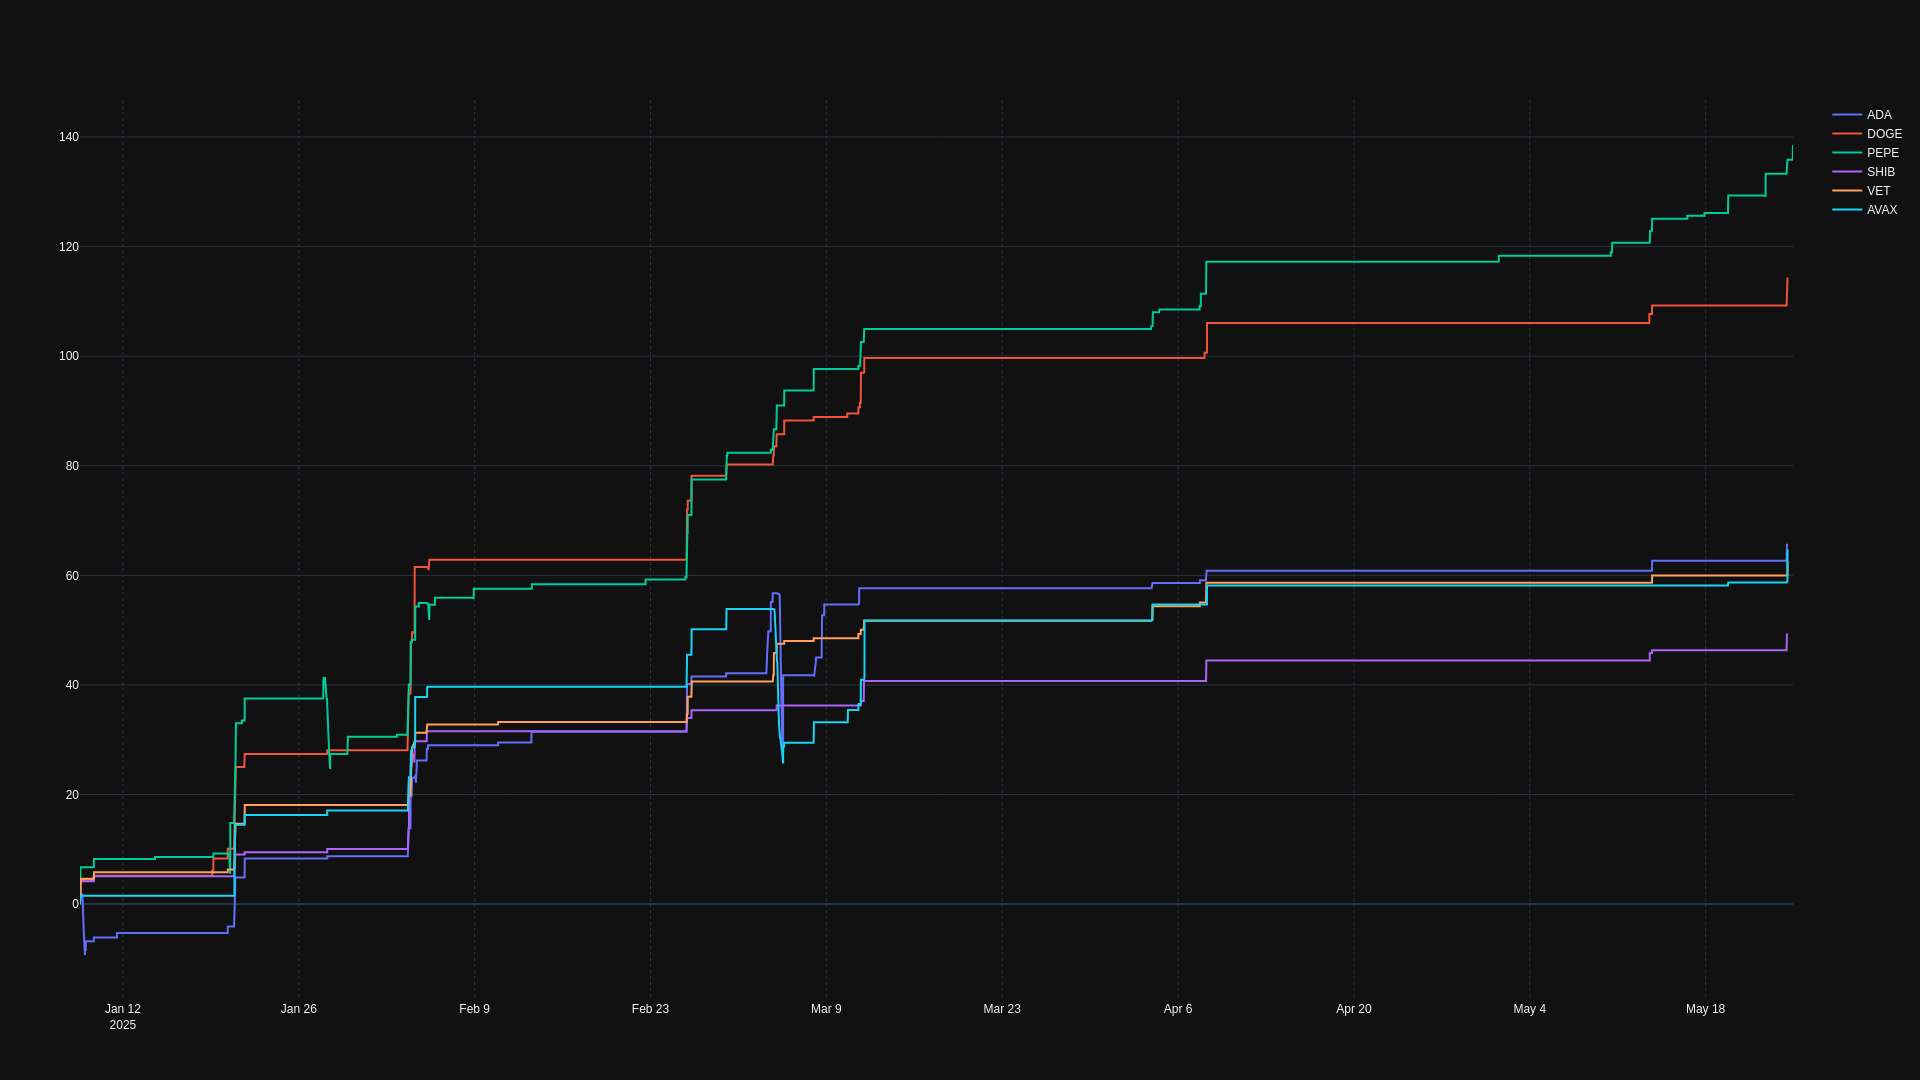 140
120
100
80
60
40
20
0
Jan 12
2025
Jan 26
Feb 9
Feb 23
Mar 9
Mar 23
Apr 6
Apr 20
May 4
May 18
ADA
DOGE
PEPE
SHIB
VET
AVAX